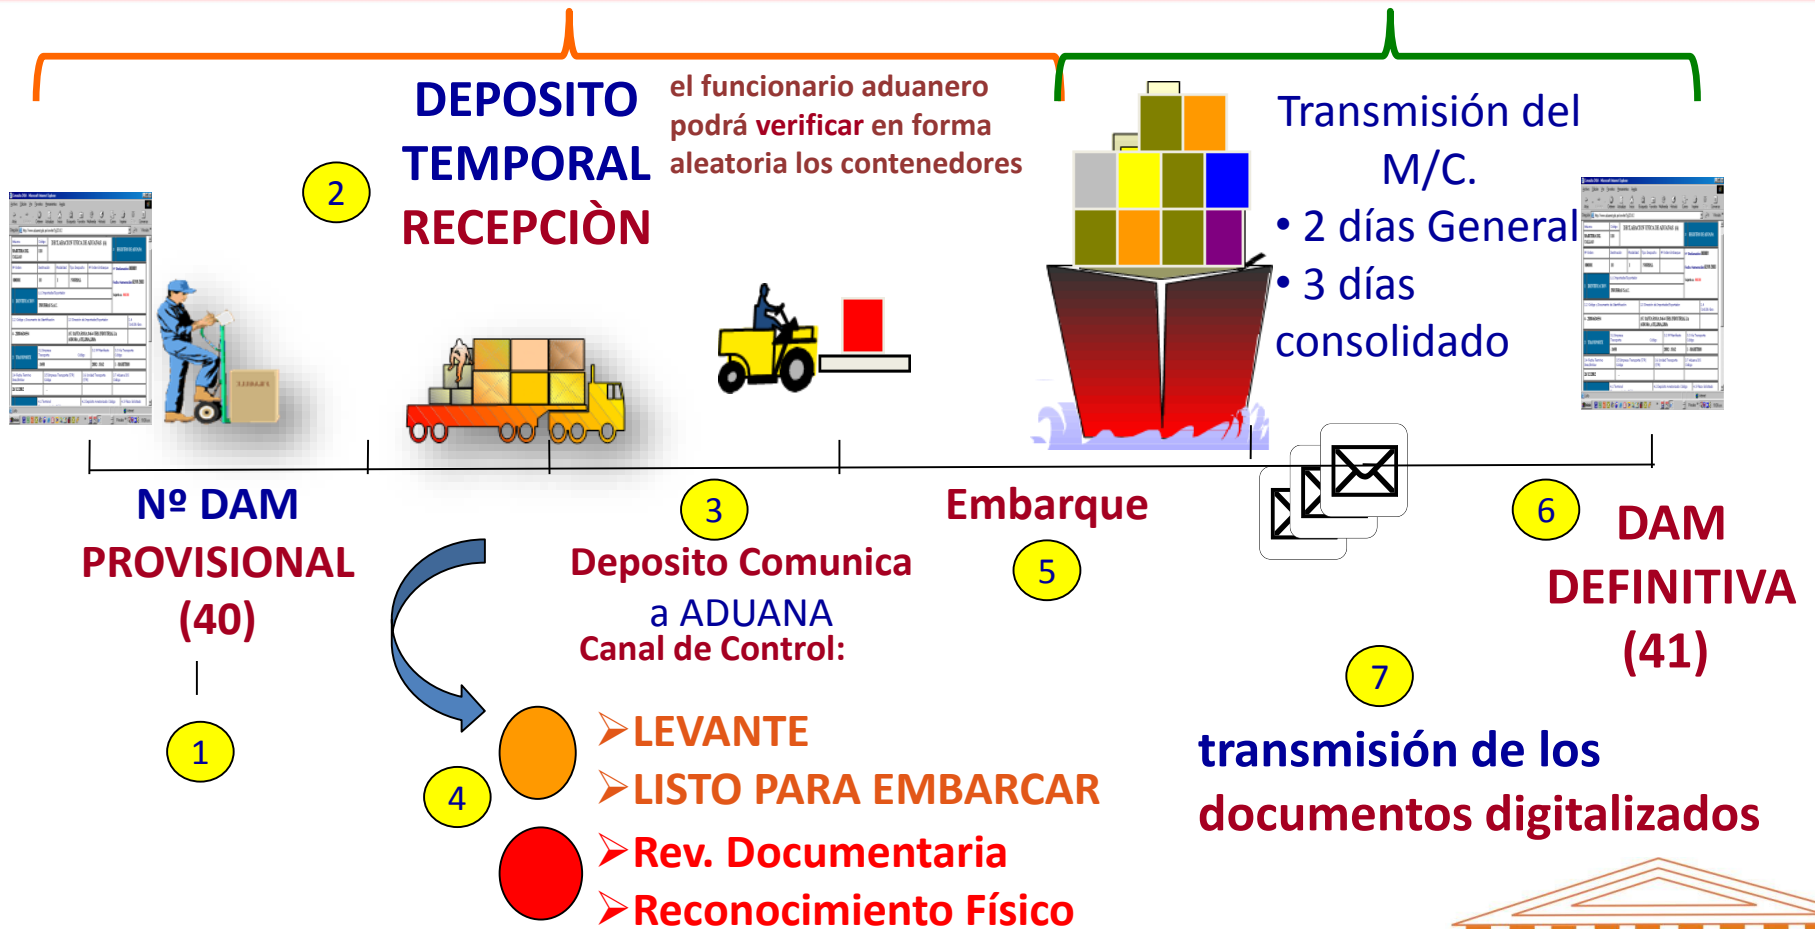 DEPOSITO
TEMPORAL
RECEPCIÒN
el funcionario aduanero
podrá verificar en forma
aleatoria los contenedores
Transmisión del
M/C.
• 2 días General
• 3 días
consolidado
2
FRAGILE
Nº DAM
PROVISIONAL
(40)
1
3
Deposito Comunica
a ADUANA
Canal de Control:
4
➢LEVANTE
➢LISTO PARA EMBARCAR
➢Rev. Documentaria
➢Reconocimiento Físico
Embarque
5
6
DAM
DEFINITIVA
(41)
7
transmisión de los
documentos digitalizados